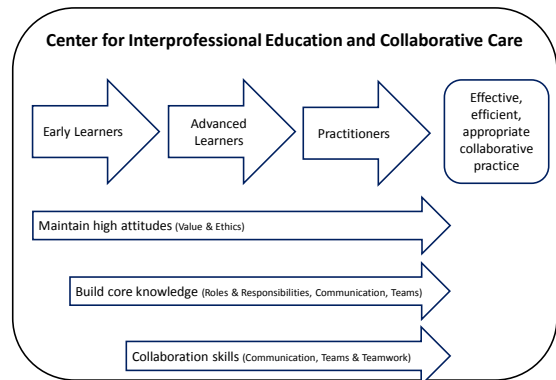 Center for Interprofessional Education and Collaborative Care
Early Learners
Advanced
Learners
Practitioners
Effective,
efficient,
appropriate
collaborative
practice
Maintain high attitudes (Value & Ethics)
Build core knowledge (Roles & Responsibilities, Communication, Teams)
Collaboration skills (Communication, Teams & Teamwork)